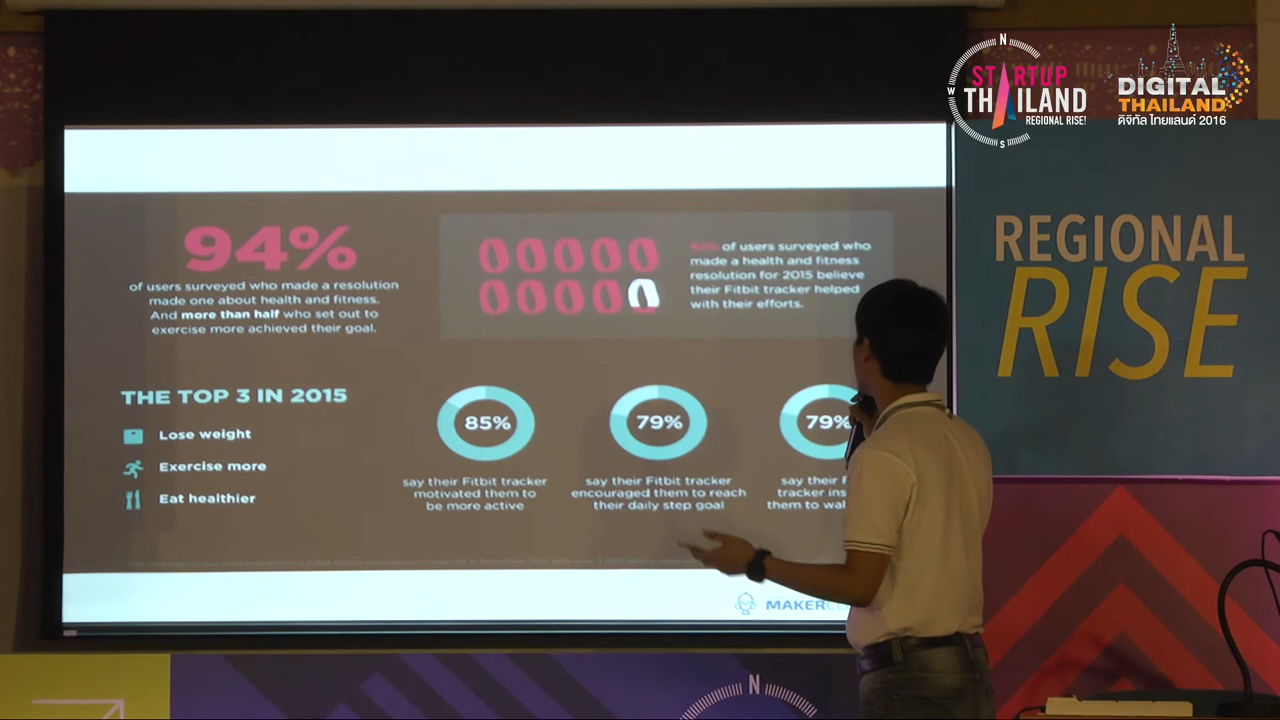 N
STARTUP
W
THAILAND
REGIONAL RISE!
S
DIGITAL
THAILAND
ดิจิทัล ไทยแลนด์ 2016
REGIONAL
RISE
94%
of users surveyed who made a resolution
made one about health and fitness.
And more than half who set out to
exercise more achieved their goal.
of users surveyed who
made a health and fitness
resolution for 2015 believe
their Fitbit tracker helped
with their efforts.
THE TOP 3 IN 2015
Lose weight
Exercise more
Eat healthier
85%
say their Fitbit tracker
motivated them to
be more active
79%
say their Fitbit tracker
encouraged them to reach
their daily step goal
79%
say their
tracker
them to
MAKER
N